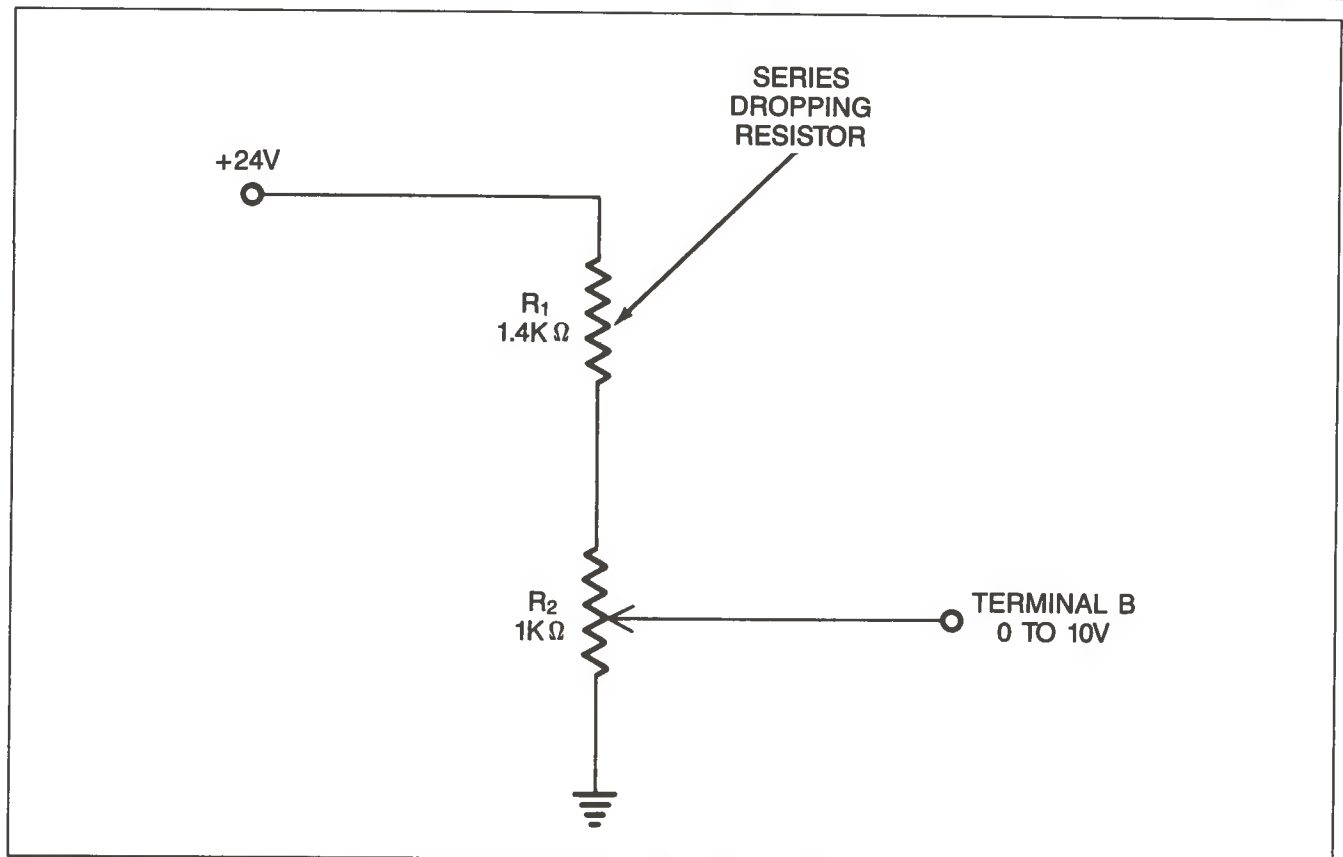 SERIES
DROPPING
RESISTOR
+24V
R₁
1.4K Ω
R₂
1K Ω
TERMINAL B
0 TO 10V